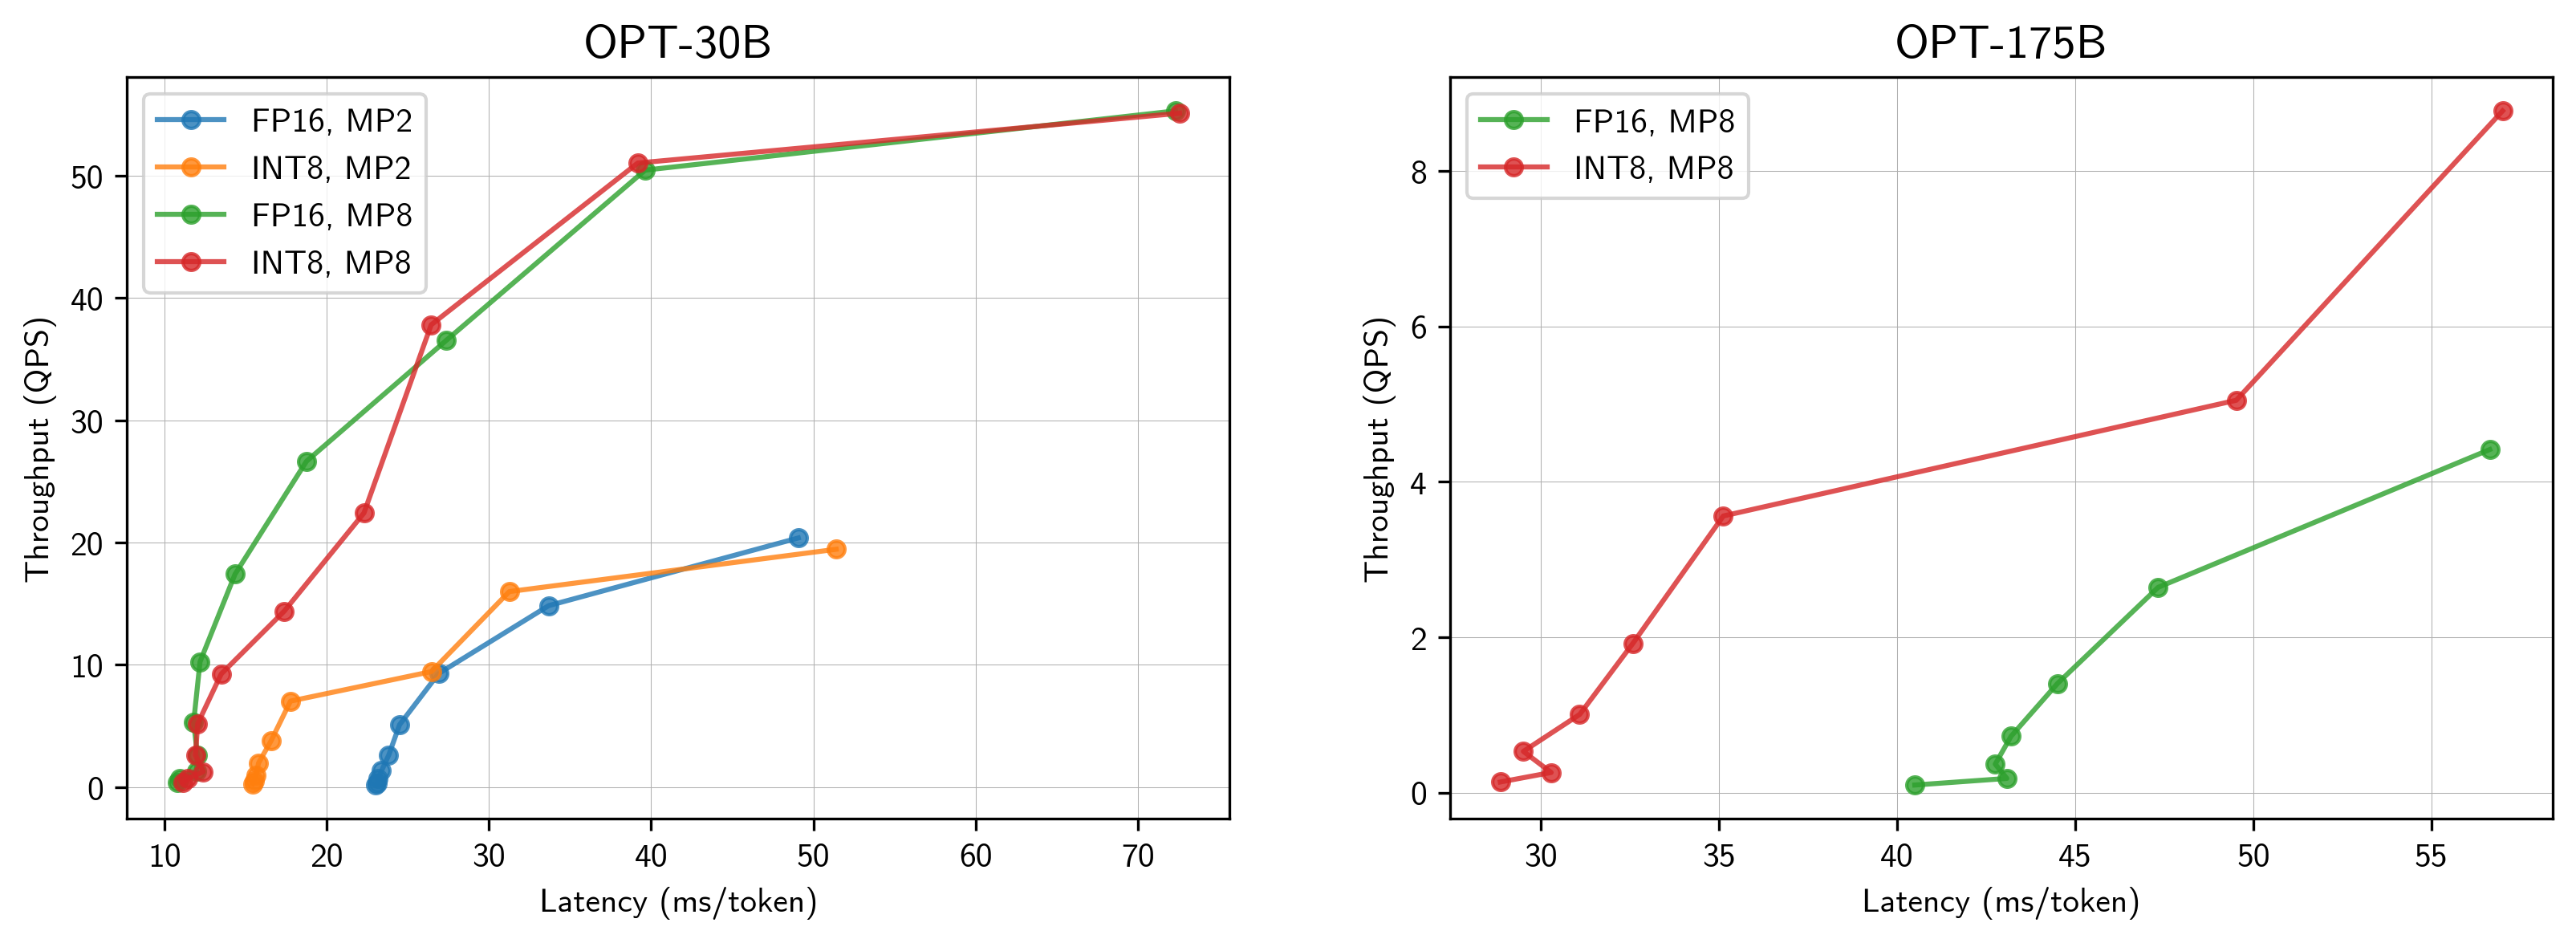 OPT-30B
FP16, MP2
INT8, MP2
FP16, MP8
INT8, MP8
Throughput (QPS)
50
40
30
20
10
0
10 20 30 40 50 60 70
Latency (ms/token)
OPT-175B
FP16, MP8
INT8, MP8
Throughput (QPS)
8
6
4
2
0
30 35 40 45 50 55
Latency (ms/token)